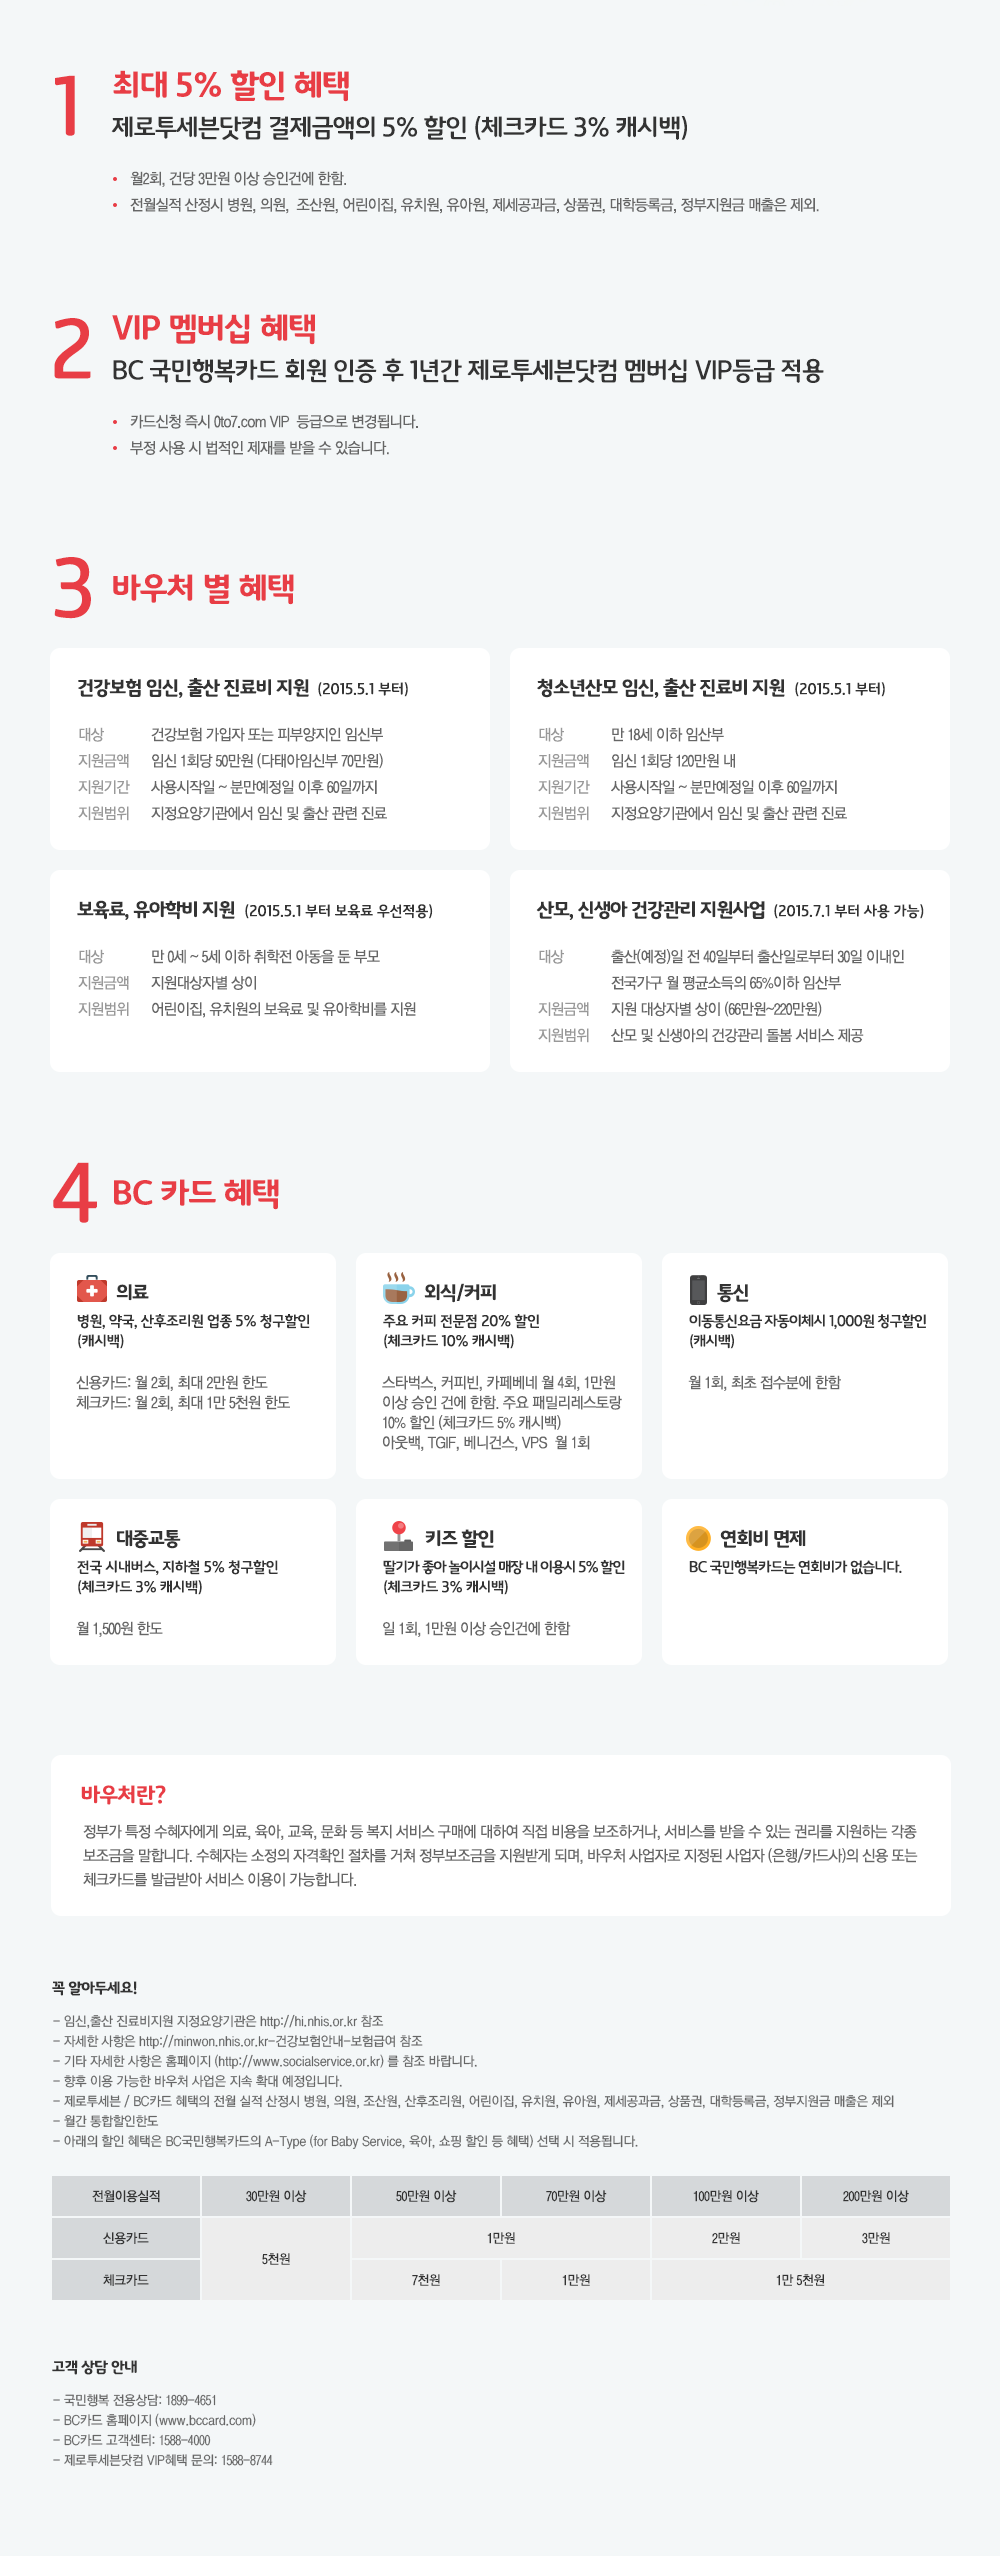 1
최대 5% 할인 혜택
제로투세븐닷컴 결제금액의 5% 할인 (체크카드 3% 캐시백)
• 월2회, 건당 3만원 이상 승인건에 한함.
• 전월실적 산정시 병원, 의원, 조산원, 어린이집, 유치원, 유아원, 제세공과금, 상품권, 대학등록금, 정부지원금 매출은 제외.
2
VIP 멤버십 혜택
BC 국민행복카드 회원 인증 후 1년간 제로투세븐닷컴 멤버십 VIP등급 적용
• 카드신청 즉시 0to7.com VIP 등급으로 변경됩니다.
• 부정 사용 시 법적인 제재를 받을 수 있습니다.
3
바우처 별 혜택
건강보험 임신, 출산 진료비 지원 (2015.5.1 부터)
대상 건강보험 가입자 또는 피부양지인 임신부
지원금액 임신 1회당 50만원 (다태아임신부 70만원)
지원기간 사용시작일 ~ 분만예정일 이후 60일까지
지원범위 지정요양기관에서 임신 및 출산 관련 진료
청소년산모 임신, 출산 진료비 지원 (2015.5.1 부터)
대상 만 18세 이하 임산부
지원금액 임신 1회당 120만원 내
지원기간 사용시작일 ~ 분만예정일 이후 60일까지
지원범위 지정요양기관에서 임신 및 출산 관련 진료
보육료, 유아학비 지원 (2015.5.1 부터 보육료 우선적용)
대상 만 0세 ~ 5세 이하 취학전 아동을 둔 부모
지원금액 지원대상자별 상이
지원범위 어린이집, 유치원의 보육료 및 유아학비를 지원
산모, 신생아 건강관리 지원사업 (2015.7.1 부터 사용 가능)
대상 출산(예정)일 전 40일부터 출산일로부터 30일 이내인
전국가구 월 평균소득의 65%이하 임산부
지원금액 지원 대상자별 상이 (66만원~220만원)
지원범위 산모 및 신생아의 건강관리 돌봄 서비스 제공
4
BC 카드 혜택
의료
병원, 약국, 산후조리원 업종 5% 청구할인
(캐시백)
신용카드: 월 2회, 최대 2만원 한도
체크카드: 월 2회, 최대 1만 5천원 한도
외식/커피
주요 커피 전문점 20% 할인
(체크카드 10% 캐시백)
스타벅스, 커피빈, 카페베네 월 4회, 1만원
이상 승인 건에 한함. 주요 패밀리레스토랑
10% 할인 (체크카드 5% 캐시백)
아웃백, TGIF, 베니건스, VPS 월 1회
통신
이동통신요금 자동이체시 1,000원 청구할인
(캐시백)
월 1회, 최초 접수분에 한함
대중교통
전국 시내버스, 지하철 5% 청구할인
(체크카드 3% 캐시백)
월 1,500원 한도
키즈 할인
딸기가 좋아 놀이시설 매장 내 이용시 5% 할인
(체크카드 3% 캐시백)
일 1회, 1만원 이상 승인건에 한함
연회비 면제
BC 국민행복카드는 연회비가 없습니다.
바우처란?
정부가 특정 수혜자에게 의료, 육아, 교육, 문화 등 복지 서비스 구매에 대하여 직접 비용을 보조하거나, 서비스를 받을 수 있는 권리를 지원하는 각종
보조금을 말합니다. 수혜자는 소정의 자격확인 절차를 거쳐 정부보조금을 지원받게 되며, 바우처 사업자로 지정된 사업자 (은행/카드사)의 신용 또는
체크카드를 발급받아 서비스 이용이 가능합니다.
꼭 알아두세요!
- 임신,출산 진료비지원 지정요양기관은 http://hi.nhis.or.kr 참조
- 자세한 사항은 http://minwon.nhis.or.kr-건강보험안내-보험급여 참조
- 기타 자세한 사항은 홈페이지 (http://www.socialservice.or.kr) 를 참조 바랍니다.
- 향후 이용 가능한 바우처 사업은 지속 확대 예정입니다.
- 제로투세븐 / BC카드 혜택의 전월 실적 산정시 병원, 의원, 조산원, 산후조리원, 어린이집, 유치원, 유아원, 제세공과금, 상품권, 대학등록금, 정부지원금 매출은 제외
- 월간 통합할인한도
- 아래의 할인 혜택은 BC국민행복카드의 A-Type (for Baby Service, 육아, 쇼핑 할인 등 혜택) 선택 시 적용됩니다.
전월이용실적 30만원 이상 50만원 이상 70만원 이상 100만원 이상 200만원 이상
신용카드 1만원 2만원 3만원
5천원
체크카드 7천원 1만원 1만 5천원
고객 상담 안내
- 국민행복 전용상담: 1899-4651
- BC카드 홈페이지 (www.bccard.com)
- BC카드 고객센터: 1588-4000
- 제로투세븐닷컴 VIP혜택 문의: 1588-8744